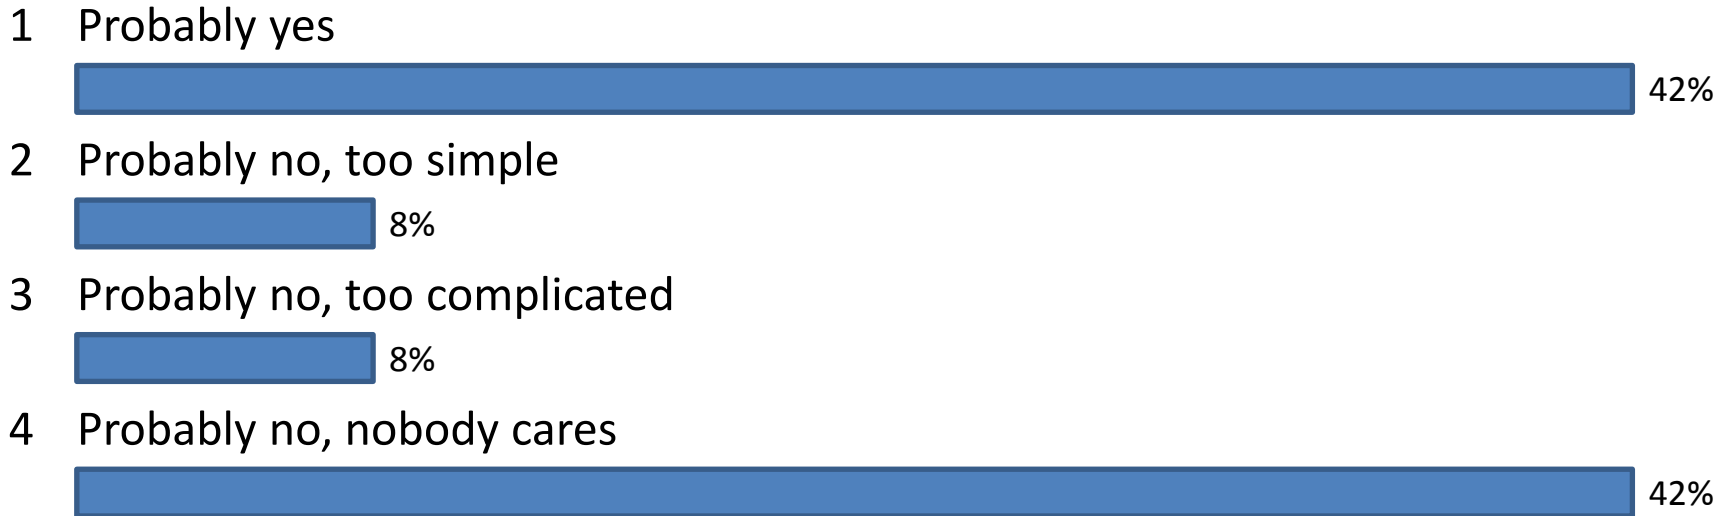 1 Probably yes
42%
2 Probably no, too simple
8%
3 Probably no, too complicated
8%
4 Probably no, nobody cares
42%